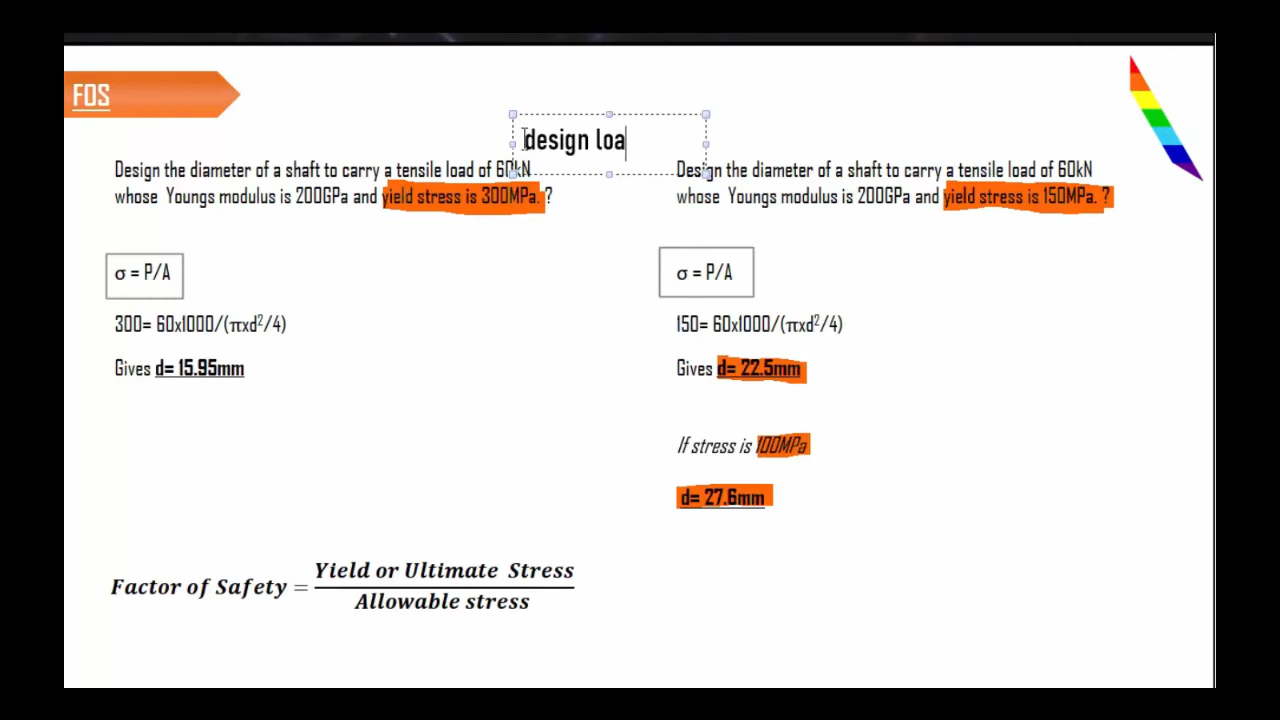 FOS
design loa
Design the diameter of a shaft to carry a tensile load of 60kN
whose Youngs modulus is 200GPa and yield stress is 300MPa. ?
σ = P/A
300= 60x1000/(πxd²/4)
Gives d= 15.95mm
Design the diameter of a shaft to carry a tensile load of 60kN
whose Youngs modulus is 200GPa and yield stress is 150MPa. ?
σ = P/A
150= 60x1000/(πxd²/4)
Gives d= 22.5mm
If stress is 100MPa
d= 27.6mm
Factor of Safety = Yield or Ultimate Stress
Allowable stress